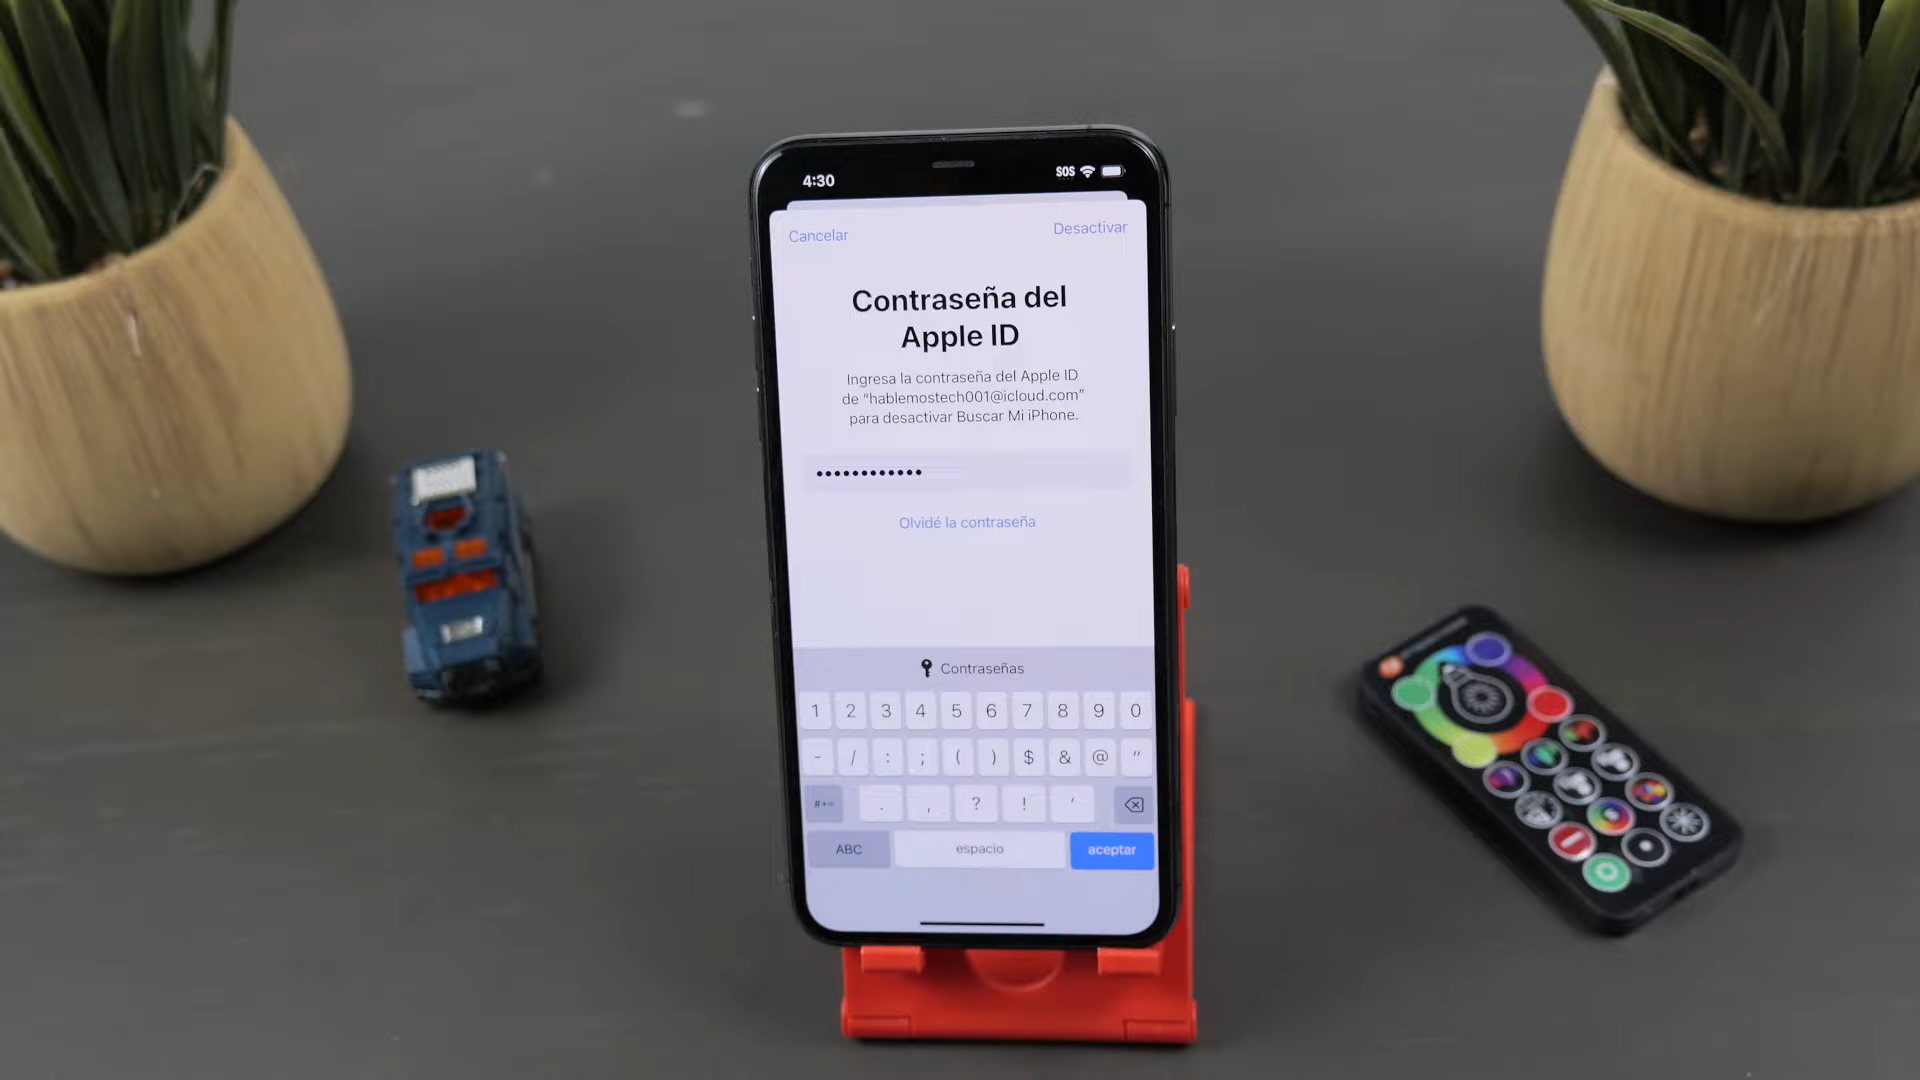 4:30
SOS
Cancelar
Desactivar
Contraseña del
Apple ID
Ingresa la contraseña del Apple ID
de “hablemostech001@icloud.com”
para desactivar Buscar Mi iPhone.
••••••••••••
Olvidé la contraseña
Contraseñas
1 2 3 4 5 6 7 8 9 0
- / : ; ( ) $ & @ "
#+= . , ? ! '
ABC espacio aceptar